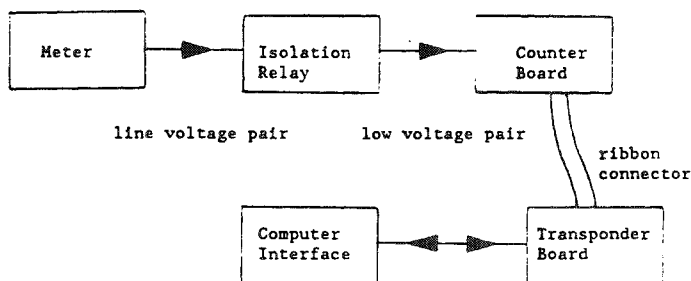 Meter
Isolation
Relay
Counter
Board
line voltage pair
low voltage pair
ribbon
connector
Computer
Interface
Transponder
Board